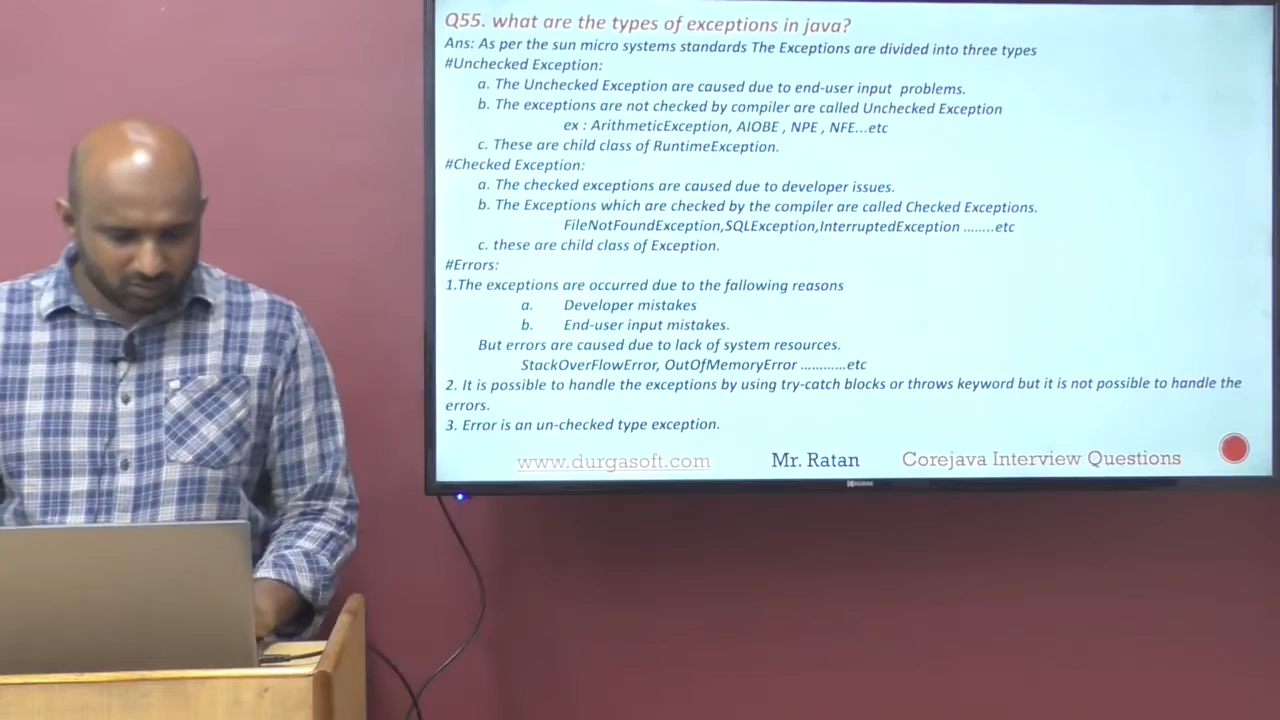 Q55. what are the types of exceptions in java?
Ans: As per the sun micro systems standards The Exceptions are divided into three types
#Unchecked Exception:
a. The Unchecked Exception are caused due to end-user input problems.
b. The exceptions are not checked by compiler are called Unchecked Exception
ex : ArithmeticException, AIOBE , NPE , NFE...etc
c. These are child class of RuntimeException.
#Checked Exception:
a. The checked exceptions are caused due to developer issues.
b. The Exceptions which are checked by the compiler are called Checked Exceptions.
FileNotFoundException,SQLException,InterruptedException ........etc
c. these are child class of Exception.
#Errors:
1.The exceptions are occurred due to the fallowing reasons
a. Developer mistakes
b. End-user input mistakes.
But errors are caused due to lack of system resources.
StackOverFlowError, OutOfMemoryError ............etc
2. It is possible to handle the exceptions by using try-catch blocks or throws keyword but it is not possible to handle the
errors.
3. Error is an un-checked type exception.
www.durgasoft.com Mr. Ratan Corejava Interview Questions
KODAK